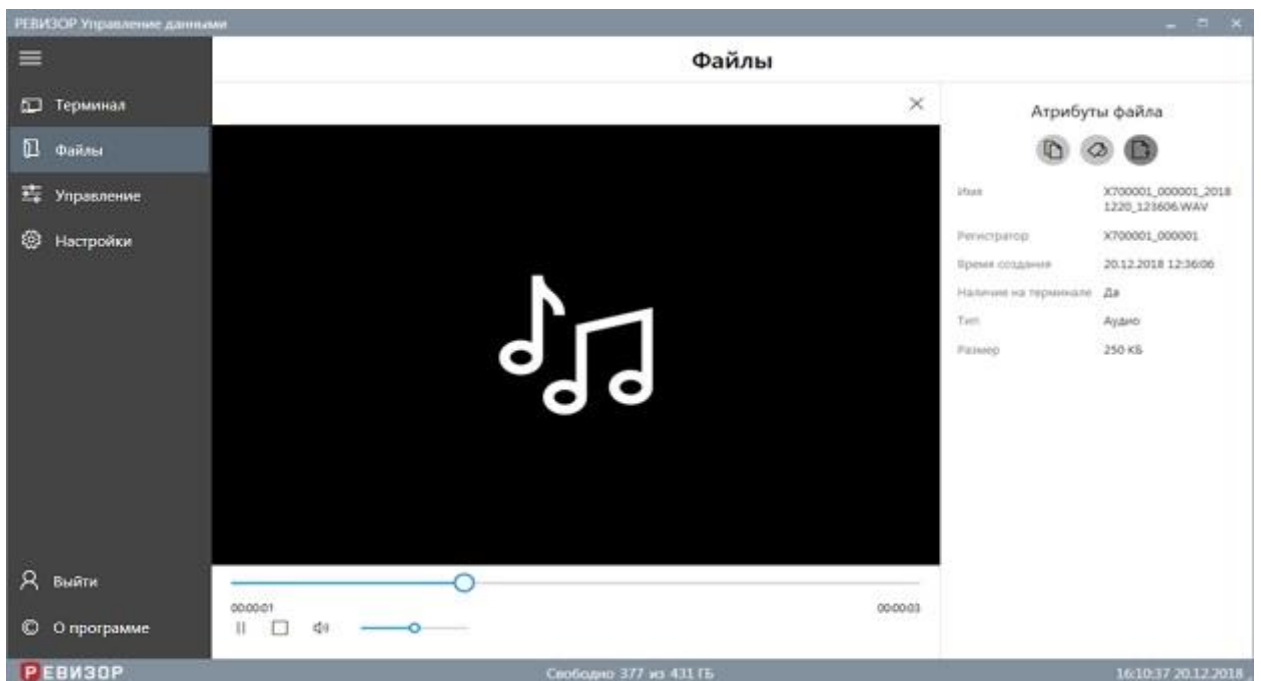 РЕВИЗОР Управление данными
Файлы
Терминал
Файлы
Управление
Настройки
Выйти
© О программе
Атрибуты файла
Имя X700001_000001_2018
1220_123606.WAV
Регистратор X700001_000001
Время создания 20.12.2018 12:36:06
Наличие на терминале Да
Тип Аудио
Размер 250 КБ
00:00:01 00:00:03
РЕВИЗОР Свободно 377 из 431 ГБ 16:10:37 20.12.2018